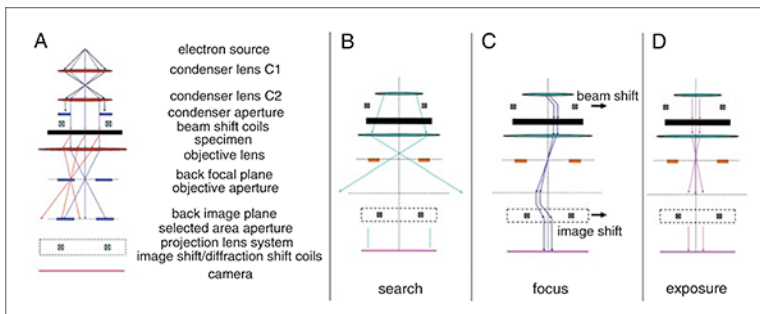 A
electron source
condenser lens C1
condenser lens C2
condenser aperture
beam shift coils
specimen
objective lens
back focal plane
objective aperture
back image plane
selected area aperture
projection lens system
image shift/diffraction shift coils
camera
B
search
C
beam shift
image shift
focus
D
exposure